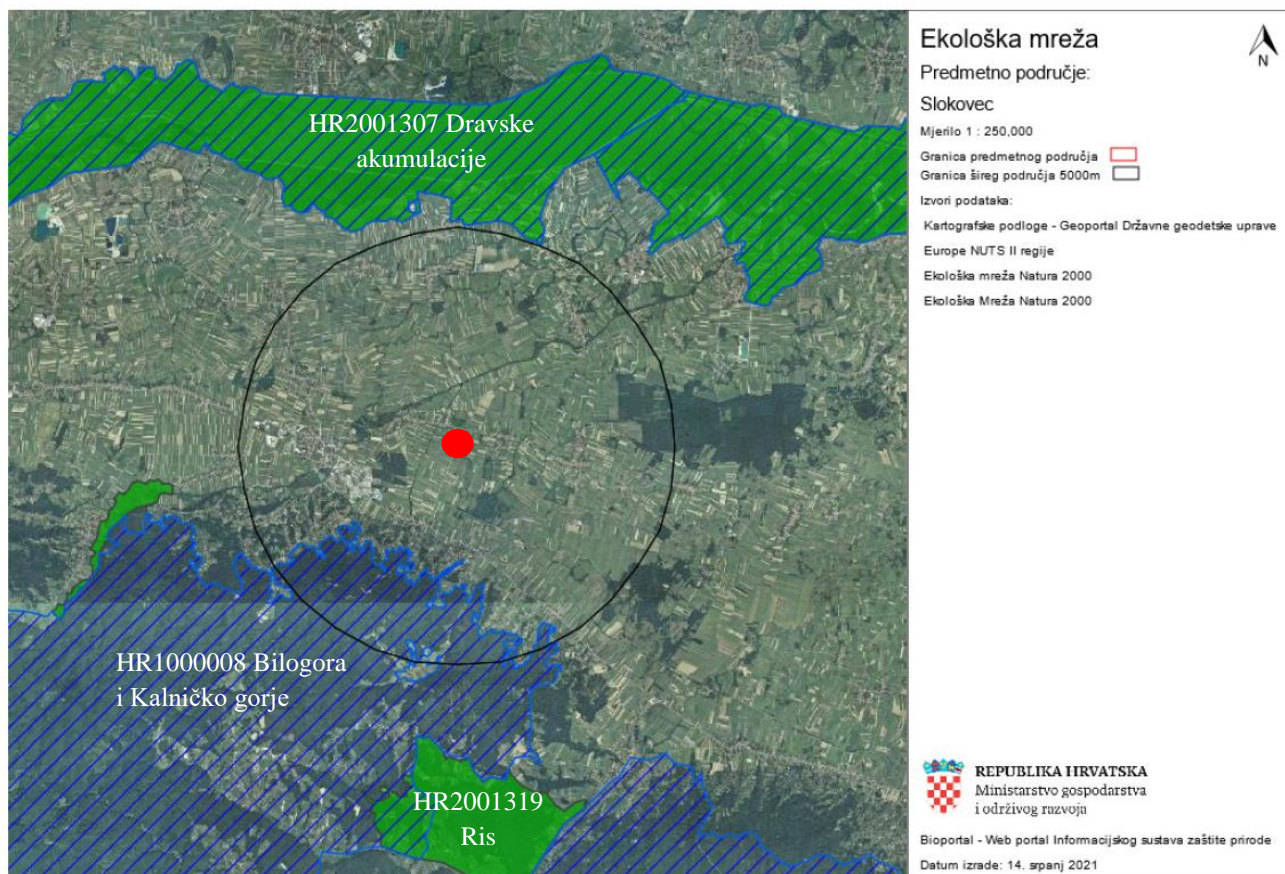 HR2001307 Dravske
akumulacije
HR1000008 Bilogora
i Kalničko gorje
HR2001319
Ris
Ekološka mreža
N
Predmetno područje:
Slokovec
Mjerilo 1 : 250,000
Granica predmetnog područja
Granica šireg područja 5000m
Izvori podataka:
Kartografske podloge - Geoportal Državne geodetske uprave
Europe NUTS II regije
Ekološka mreža Natura 2000
Ekološka Mreža Natura 2000
REPUBLIKA HRVATSKA
Ministarstvo gospodarstva
i održivog razvoja
Bioportal - Web portal Informacijskog sustava zaštite prirode
Datum izrade: 14. srpanj 2021